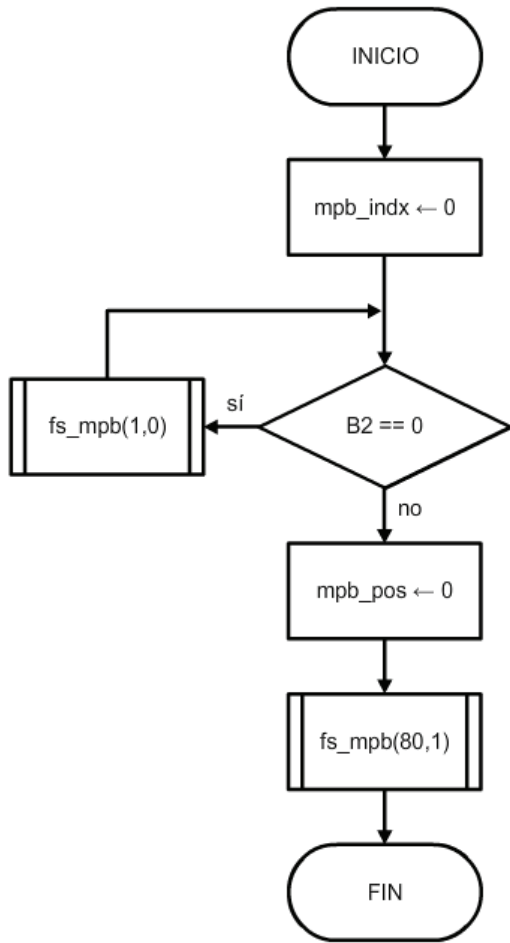 INICIO
mpb_indx ← 0
sí
fs_mpb(1,0)
B2 == 0
no
mpb_pos ← 0
fs_mpb(80,1)
FIN